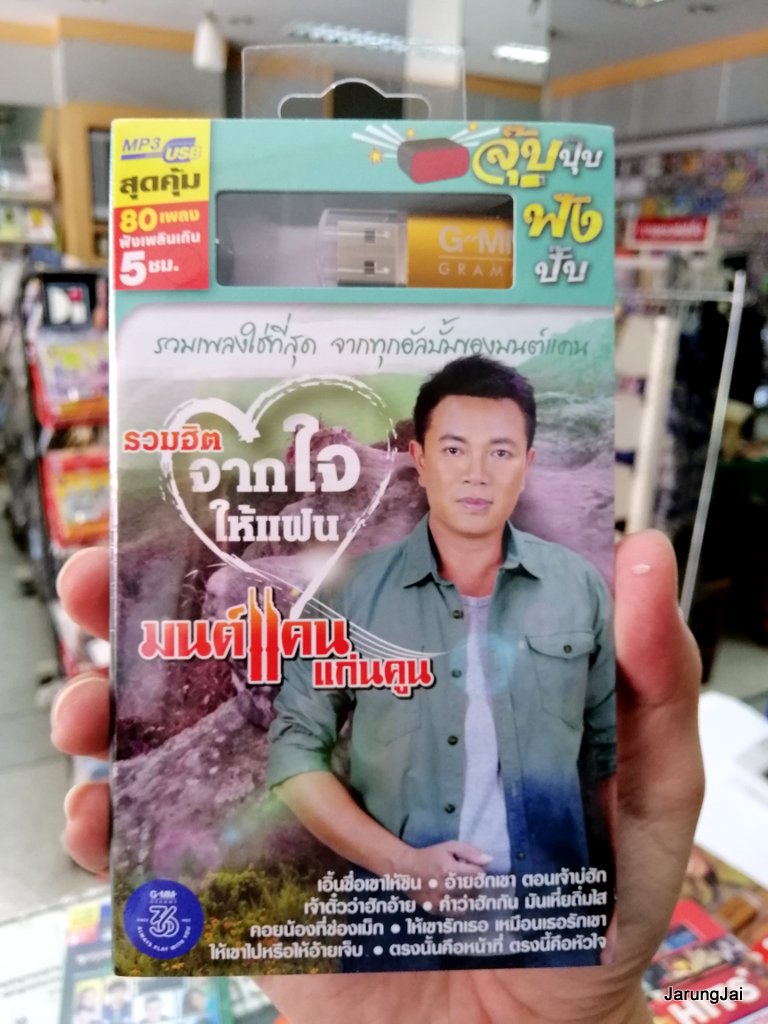 MP3 USB
สุดคุ้ม
80 เพลง
ฟังเพลินเกิน
5 ชม.
จุ๊บปุ๊บ
ฟัง
ปั๊บ
G-MM
GRAM
รวมเพลงใช่ที่สุด จากทุกอัลบั้มของมนต์แคน
รวมฮิต
จากใจ
ให้แฟน
มนต์แคน
แก่นคูน
เอิ้นชื่อเขาให้ชิน • อ้ายฮักเขา ตอนเจ้าบ่ฮัก
เจ้าตั๋วว่าฮักอ้าย • คำว่าฮักกัน มันเหี่ยถิ่มใส
คอยน้องที่ช่องเม็ก • ให้เขารักเธอ เหมือนเธอรักเขา
ให้เขาไปหรือให้อ้ายเจ็บ • ตรงนั้นคือหน้าที่ ตรงนี้คือหัวใจ
G-MM
GRAMMY
36
ALWAYS PLAY WITH YOU
JarungJai